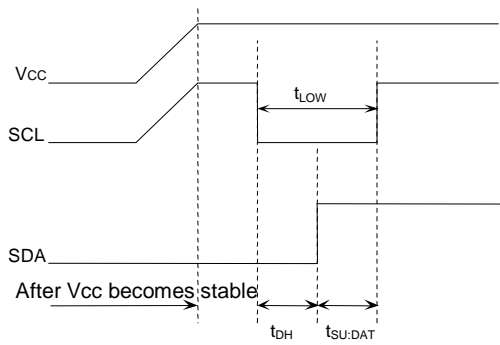 VCC
tLOW
SCL
SDA
After Vcc becomes stable
tDH
tSU;DAT